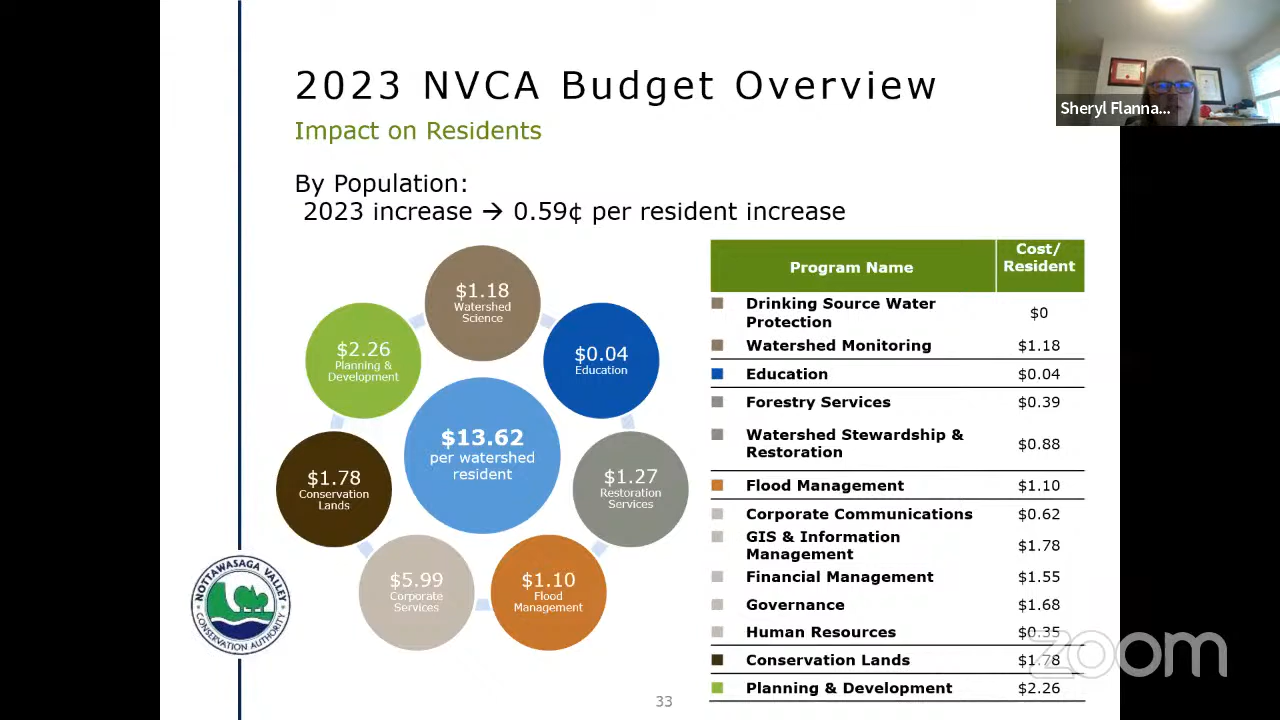 2023 NVCA Budget Overview
Impact on Residents
By Population:
2023 increase → 0.59¢ per resident increase
$1.18
Watershed
Science
$2.26
Planning &
Development
$0.04
Education
$13.62
per watershed
resident
$1.78
Conservation
Lands
$1.27
Restoration
Services
$5.99
Corporate
Services
$1.10
Flood
Management
Program Name
Cost/
Resident
Drinking Source Water
Protection
$0
Watershed Monitoring $1.18
Education $0.04
Forestry Services $0.39
Watershed Stewardship &
Restoration
$0.88
Flood Management $1.10
Corporate Communications $0.62
GIS & Information
Management
$1.78
Financial Management $1.55
Governance $1.68
Human Resources $0.35
Conservation Lands $1.78
Planning & Development $2.26
NOTTAWASAGA VALLEY
CONSERVATION AUTHORITY
33
Sheryl Flanna...
zoom